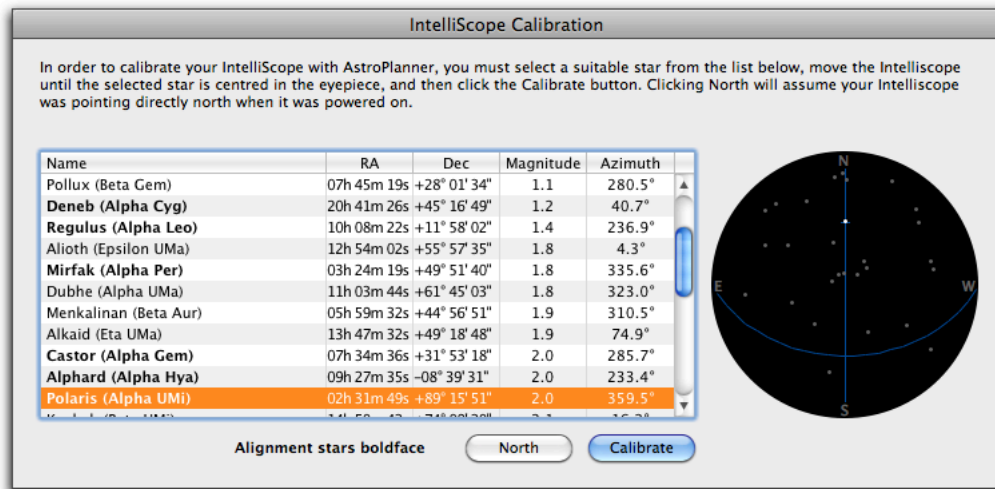 IntelliScope Calibration
In order to calibrate your IntelliScope with AstroPlanner, you must select a suitable star from the list below, move the Intelliscope
until the selected star is centred in the eyepiece, and then click the Calibrate button. Clicking North will assume your Intelliscope
was pointing directly north when it was powered on.
Name RA Dec Magnitude Azimuth
Pollux (Beta Gem) 07h 45m 19s +28° 01' 34" 1.1 280.5°
Deneb (Alpha Cyg) 20h 41m 26s +45° 16' 49" 1.2 40.7°
Regulus (Alpha Leo) 10h 08m 22s +11° 58' 02" 1.4 236.9°
Alioth (Epsilon UMa) 12h 54m 02s +55° 57' 35" 1.8 4.3°
Mirfak (Alpha Per) 03h 24m 19s +49° 51' 40" 1.8 335.6°
Dubhe (Alpha UMa) 11h 03m 44s +61° 45' 03" 1.8 323.0°
Menkalinan (Beta Aur) 05h 59m 32s +44° 56' 51" 1.9 310.5°
Alkaid (Eta UMa) 13h 47m 32s +49° 18' 48" 1.9 74.9°
Castor (Alpha Gem) 07h 34m 36s +31° 53' 18" 2.0 285.7°
Alphard (Alpha Hya) 09h 27m 35s -08° 39' 31" 2.0 233.4°
Polaris (Alpha UMi) 02h 31m 49s +89° 15' 51" 2.0 359.5°
N
E
W
S
Alignment stars boldface
North
Calibrate